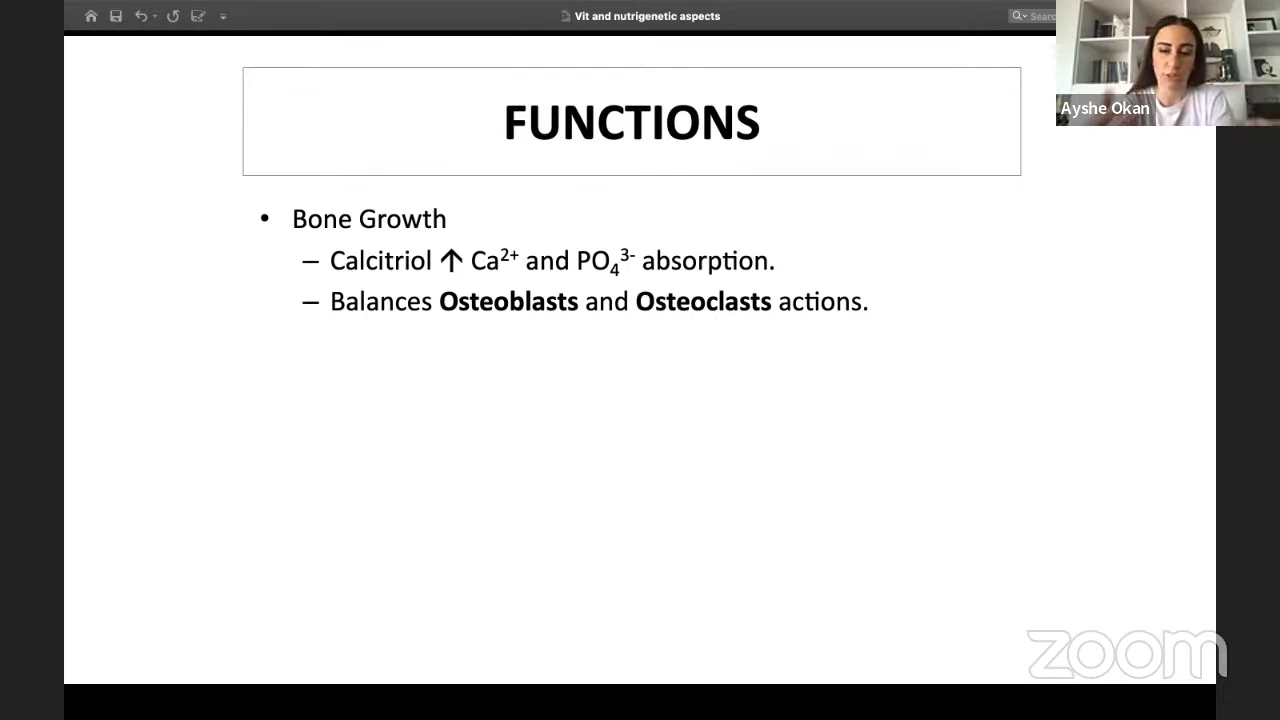 Vit and nutrigenetic aspects
Sear
Ayshe Okan
FUNCTIONS
• Bone Growth
– Calcitriol ↑ Ca²⁺ and PO₄³⁻ absorption.
– Balances Osteoblasts and Osteoclasts actions.
zoom